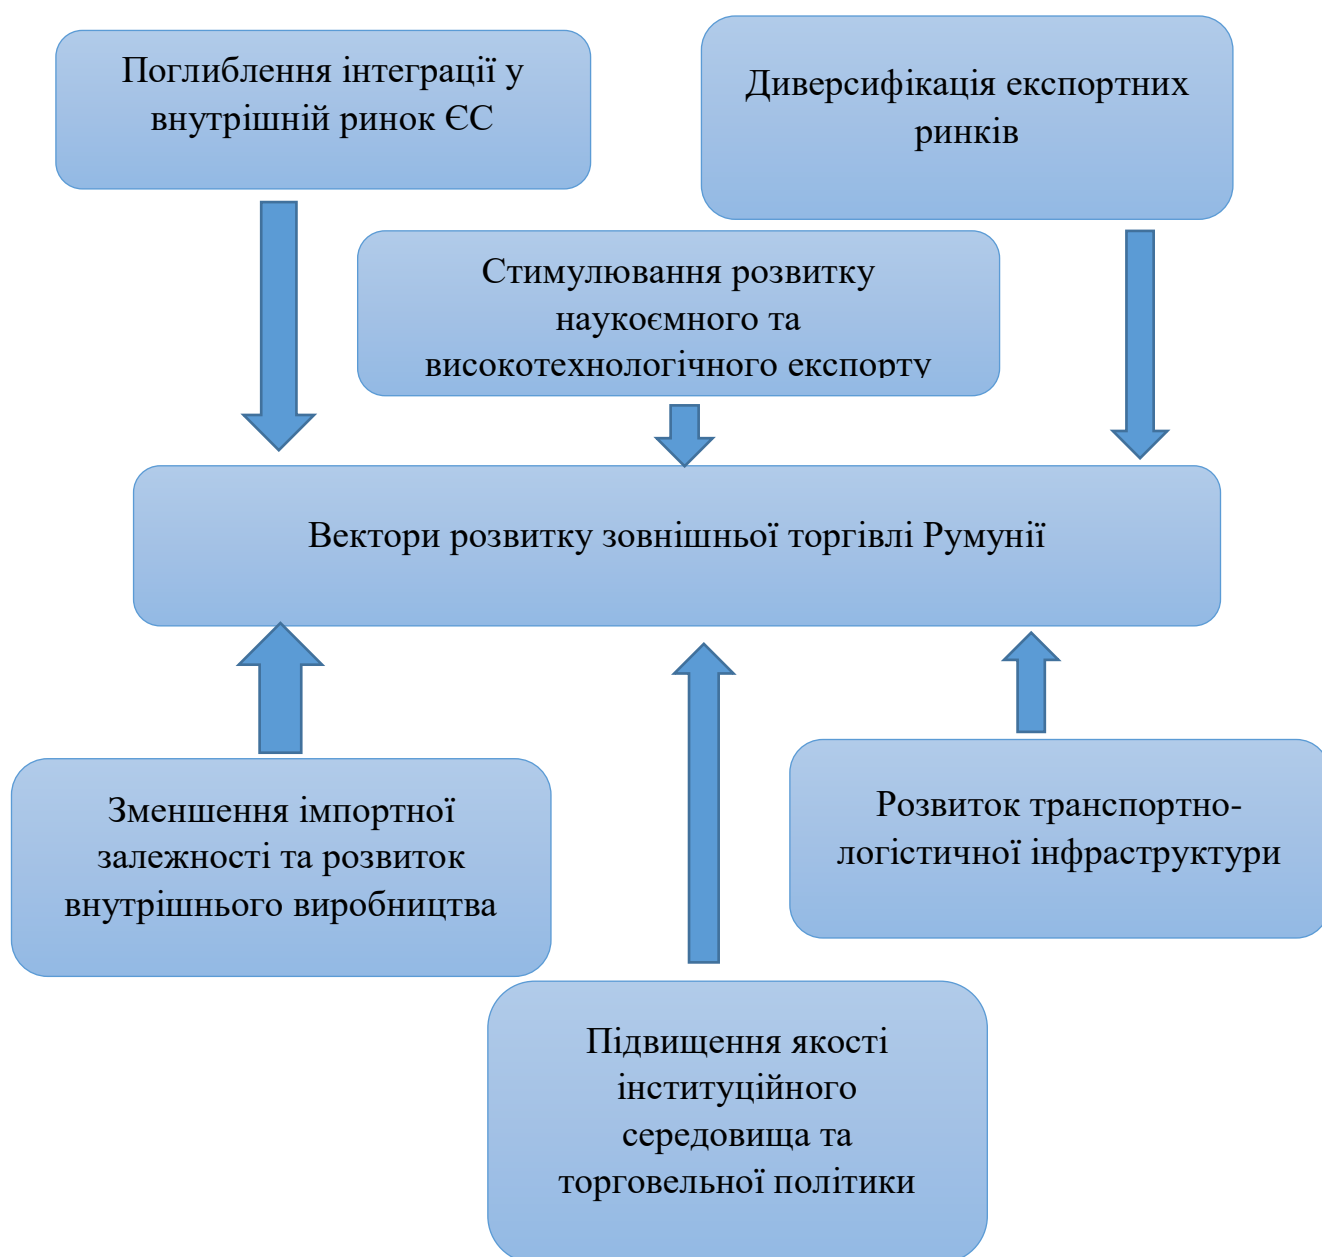 Поглиблення інтеграції у
внутрішній ринок ЄС
Диверсифікація експортних
ринків
Стимулювання розвитку
наукоємного та
високотехнологічного експорту
Вектори розвитку зовнішньої торгівлі Румунії
Зменшення імпортної
залежності та розвиток
внутрішнього виробництва
Розвиток транспортно-
логістичної інфраструктури
Підвищення якості
інституційного
середовища та
торговельної політики